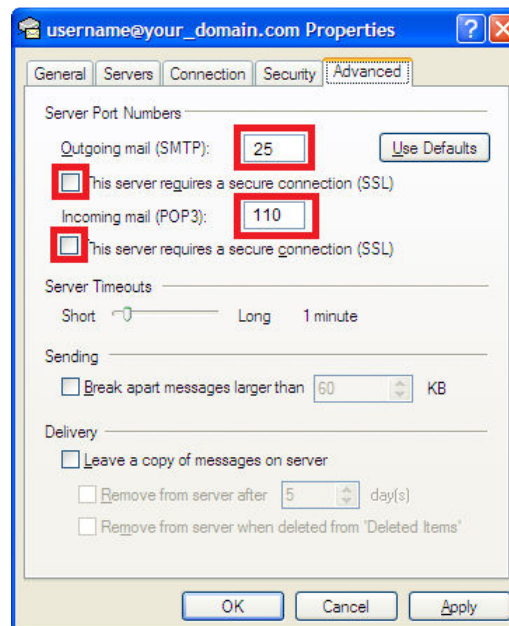 username@your_domain.com Properties
General Servers Connection Security Advanced
Server Port Numbers
Outgoing mail (SMTP): 25 Use Defaults
This server requires a secure connection (SSL)
Incoming mail (POP3): 110
This server requires a secure connection (SSL)
Server Timeouts
Short Long 1 minute
Sending
Break apart messages larger than 60 KB
Delivery
Leave a copy of messages on server
Remove from server after 5 day(s)
Remove from server when deleted from 'Deleted Items'
OK Cancel Apply